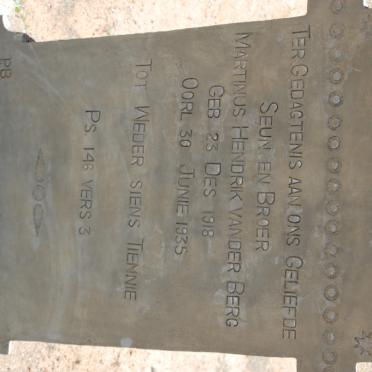 TER GEDAGTENIS AAN ONS GELIEFDE
SEUN EN BROER
MARTINUS HENDRIK VAN DER BERG
GEB 23 DES 1918
OORL 30 JUNIE 1935
TOT WEDER SIENS TIENNIE
PS. 146 VERS 3